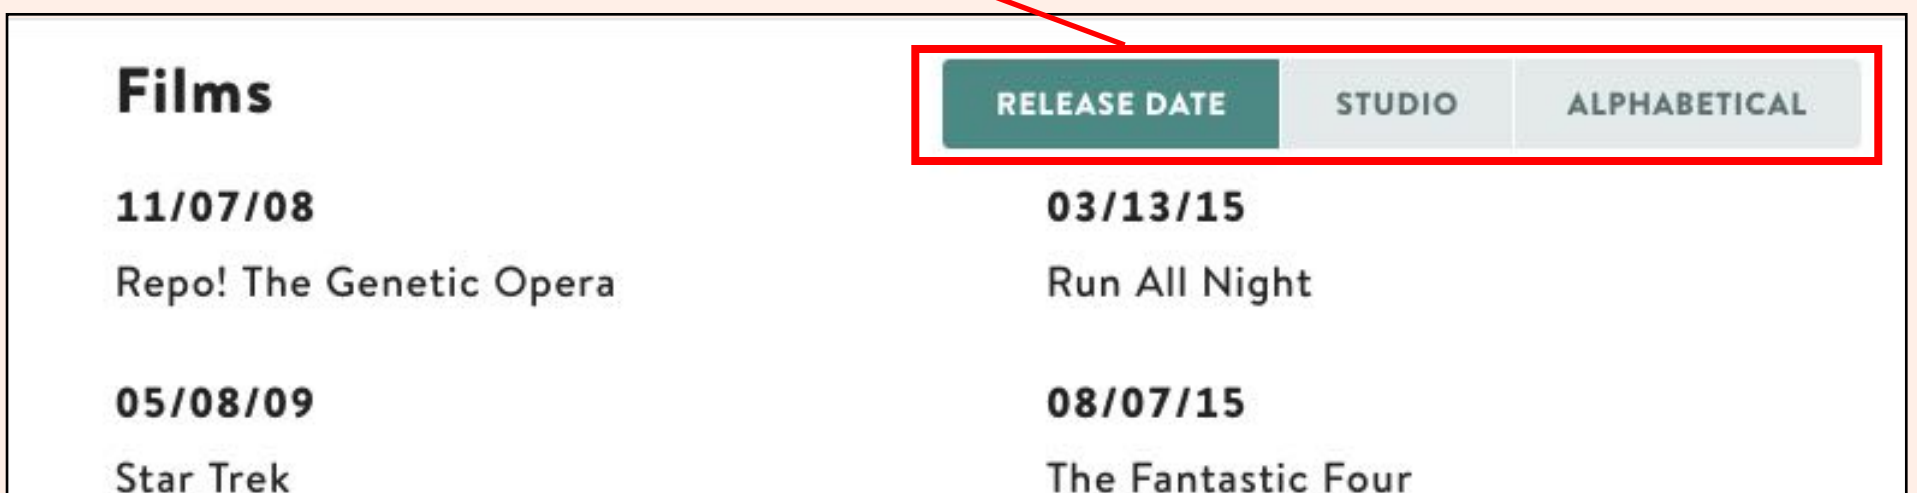 Films
RELEASE DATE STUDIO ALPHABETICAL
11/07/08
Repo! The Genetic Opera
05/08/09
Star Trek
03/13/15
Run All Night
08/07/15
The Fantastic Four